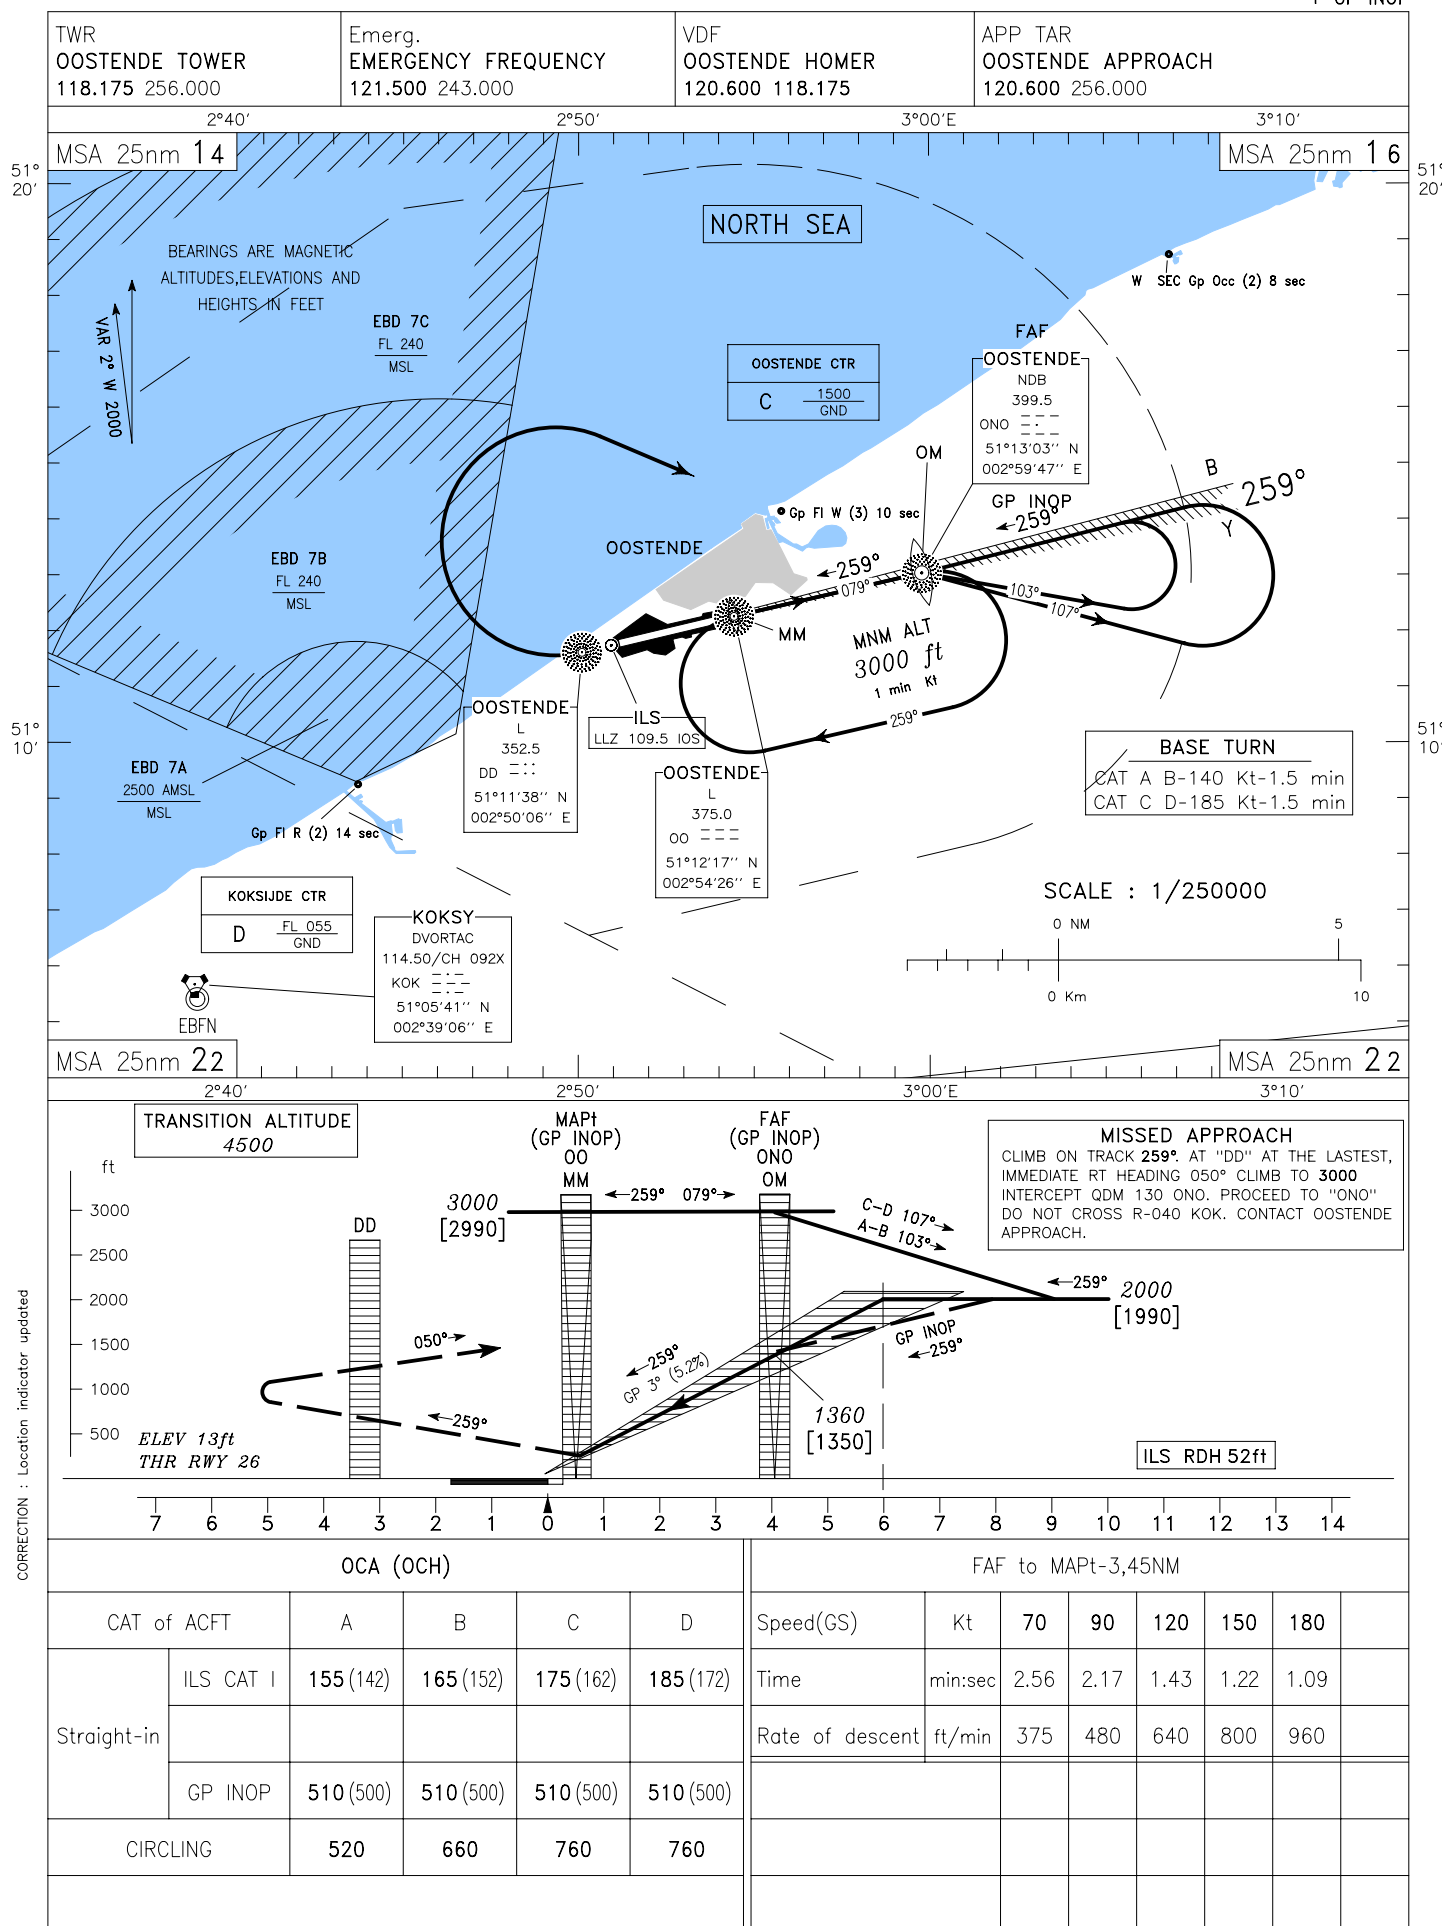 TWR
OOSTENDE TOWER
118.175 256.000
Emerg.
EMERGENCY FREQUENCY
121.500 243.000
VDF
OOSTENDE HOMER
120.600 118.175
APP TAR
OOSTENDE APPROACH
120.600 256.000
2°40' 2°50' 3°00'E 3°10'
MSA 25nm 14
MSA 25nm 16
51°
20'
51°
20'
NORTH SEA
BEARINGS ARE MAGNETIC
ALTITUDES,ELEVATIONS AND
HEIGHTS IN FEET
VAR 2° W 2000
W SEC Gp Occ (2) 8 sec
EBD 7C
FL 240
MSL
OOSTENDE CTR
C 1500
GND
FAF
OOSTENDE
NDB
399.5
ONO
51°13'03'' N
002°59'47'' E
OM
GP INOP
259°
B
259°
Y
Gp Fl W (3) 10 sec
OOSTENDE
259°
079°
103°
107°
EBD 7B
FL 240
MSL
MM
MNM ALT
3000 ft
1 min Kt
259°
OOSTENDE
L
352.5
DD
51°11'38'' N
002°50'06'' E
ILS
LLZ 109.5 IOS
OOSTENDE
L
375.0
OO
51°12'17'' N
002°54'26'' E
51°
10'
51°
10'
BASE TURN
CAT A B-140 Kt-1.5 min
CAT C D-185 Kt-1.5 min
EBD 7A
2500 AMSL
MSL
Gp Fl R (2) 14 sec
KOKSIJDE CTR
D FL 055
GND
KOKSY
DVORTAC
114.50/CH 092X
KOK
51°05'41'' N
002°39'06'' E
EBFN
SCALE : 1/250000
0 NM 5
0 Km 10
MSA 25nm 22
MSA 25nm 22
2°40' 2°50' 3°00'E 3°10'
TRANSITION ALTITUDE
4500
MAPt
(GP INOP)
OO
MM
FAF
(GP INOP)
ONO
OM
MISSED APPROACH
CLIMB ON TRACK 259°. AT "DD" AT THE LASTEST,
IMMEDIATE RT HEADING 050° CLIMB TO 3000
INTERCEPT QDM 130 ONO. PROCEED TO "ONO"
DO NOT CROSS R-040 KOK. CONTACT OOSTENDE
APPROACH.
ft
3000
2500
2000
1500
1000
500
DD
3000
[2990]
259° 079°
C-D 107°
A-B 103°
259°
2000
[1990]
GP INOP
259°
050°
259°
GP 3° (5.2%)
259°
1360
[1350]
ELEV 13ft
THR RWY 26
ILS RDH 52ft
7 6 5 4 3 2 1 0 1 2 3 4 5 6 7 8 9 10 11 12 13 14
CORRECTION : Location indicator updated
OCA (OCH)
CAT of ACFT A B C D
Straight-in
ILS CAT I 155 (142) 165 (152) 175 (162) 185 (172)
GP INOP 510 (500) 510 (500) 510 (500) 510 (500)
CIRCLING 520 660 760 760
FAF to MAPt-3,45NM
Speed(GS) Kt 70 90 120 150 180
Time min:sec 2.56 2.17 1.43 1.22 1.09
Rate of descent ft/min 375 480 640 800 960